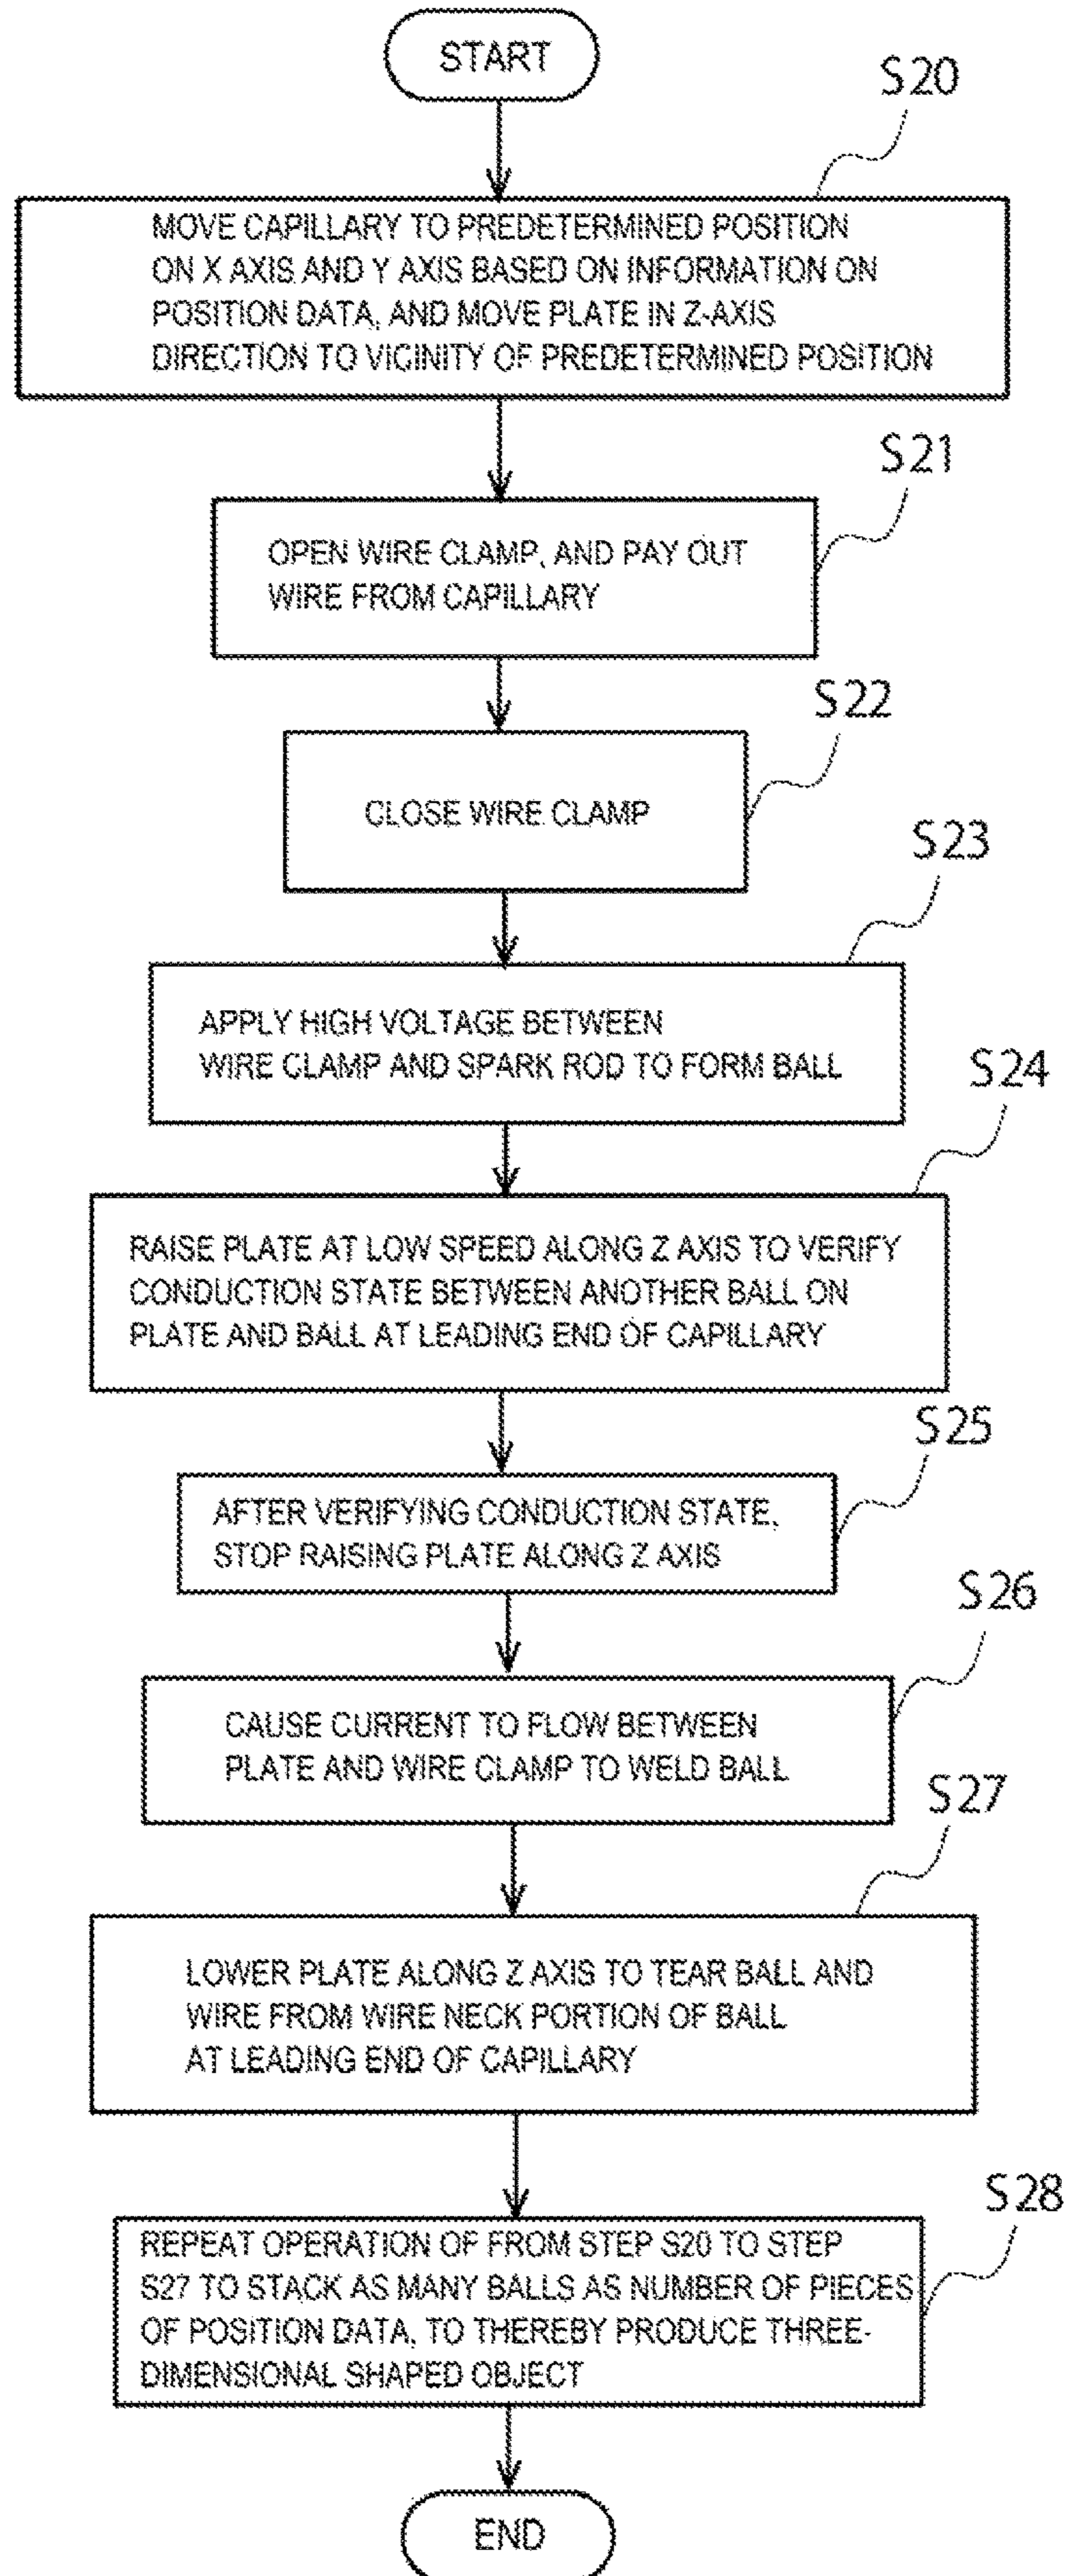 START
S20
MOVE CAPILLARY TO PREDETERMINED POSITION
ON X AXIS AND Y AXIS BASED ON INFORMATION ON
POSITION DATA, AND MOVE PLATE IN Z-AXIS
DIRECTION TO VICINITY OF PREDETERMINED POSITION
S21
OPEN WIRE CLAMP, AND PAY OUT
WIRE FROM CAPILLARY
S22
CLOSE WIRE CLAMP
S23
APPLY HIGH VOLTAGE BETWEEN
WIRE CLAMP AND SPARK ROD TO FORM BALL
S24
RAISE PLATE AT LOW SPEED ALONG Z AXIS TO VERIFY
CONDUCTION STATE BETWEEN ANOTHER BALL ON
PLATE AND BALL AT LEADING END OF CAPILLARY
S25
AFTER VERIFYING CONDUCTION STATE,
STOP RAISING PLATE ALONG Z AXIS
S26
CAUSE CURRENT TO FLOW BETWEEN
PLATE AND WIRE CLAMP TO WELD BALL
S27
LOWER PLATE ALONG Z AXIS TO TEAR BALL AND
WIRE FROM WIRE NECK PORTION OF BALL
AT LEADING END OF CAPILLARY
S28
REPEAT OPERATION OF FROM STEP S20 TO STEP
S27 TO STACK AS MANY BALLS AS NUMBER OF PIECES
OF POSITION DATA, TO THEREBY PRODUCE THREE-
DIMENSIONAL SHAPED OBJECT
END